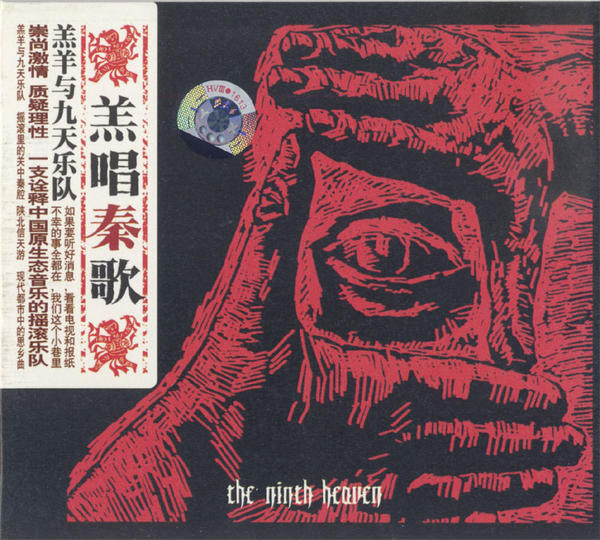 羔唱秦歌
羔羊与九天乐队
如果要听好消息,看看电视和报纸
不幸的事全都在,我们这个小巷里
崇尚激情 质疑理性 一支诠释中国原生态音乐的摇滚乐队
羔羊与九天乐队 摇滚里的关中秦腔 陕北信天游 现代都市中的思乡曲
the ninth heaven